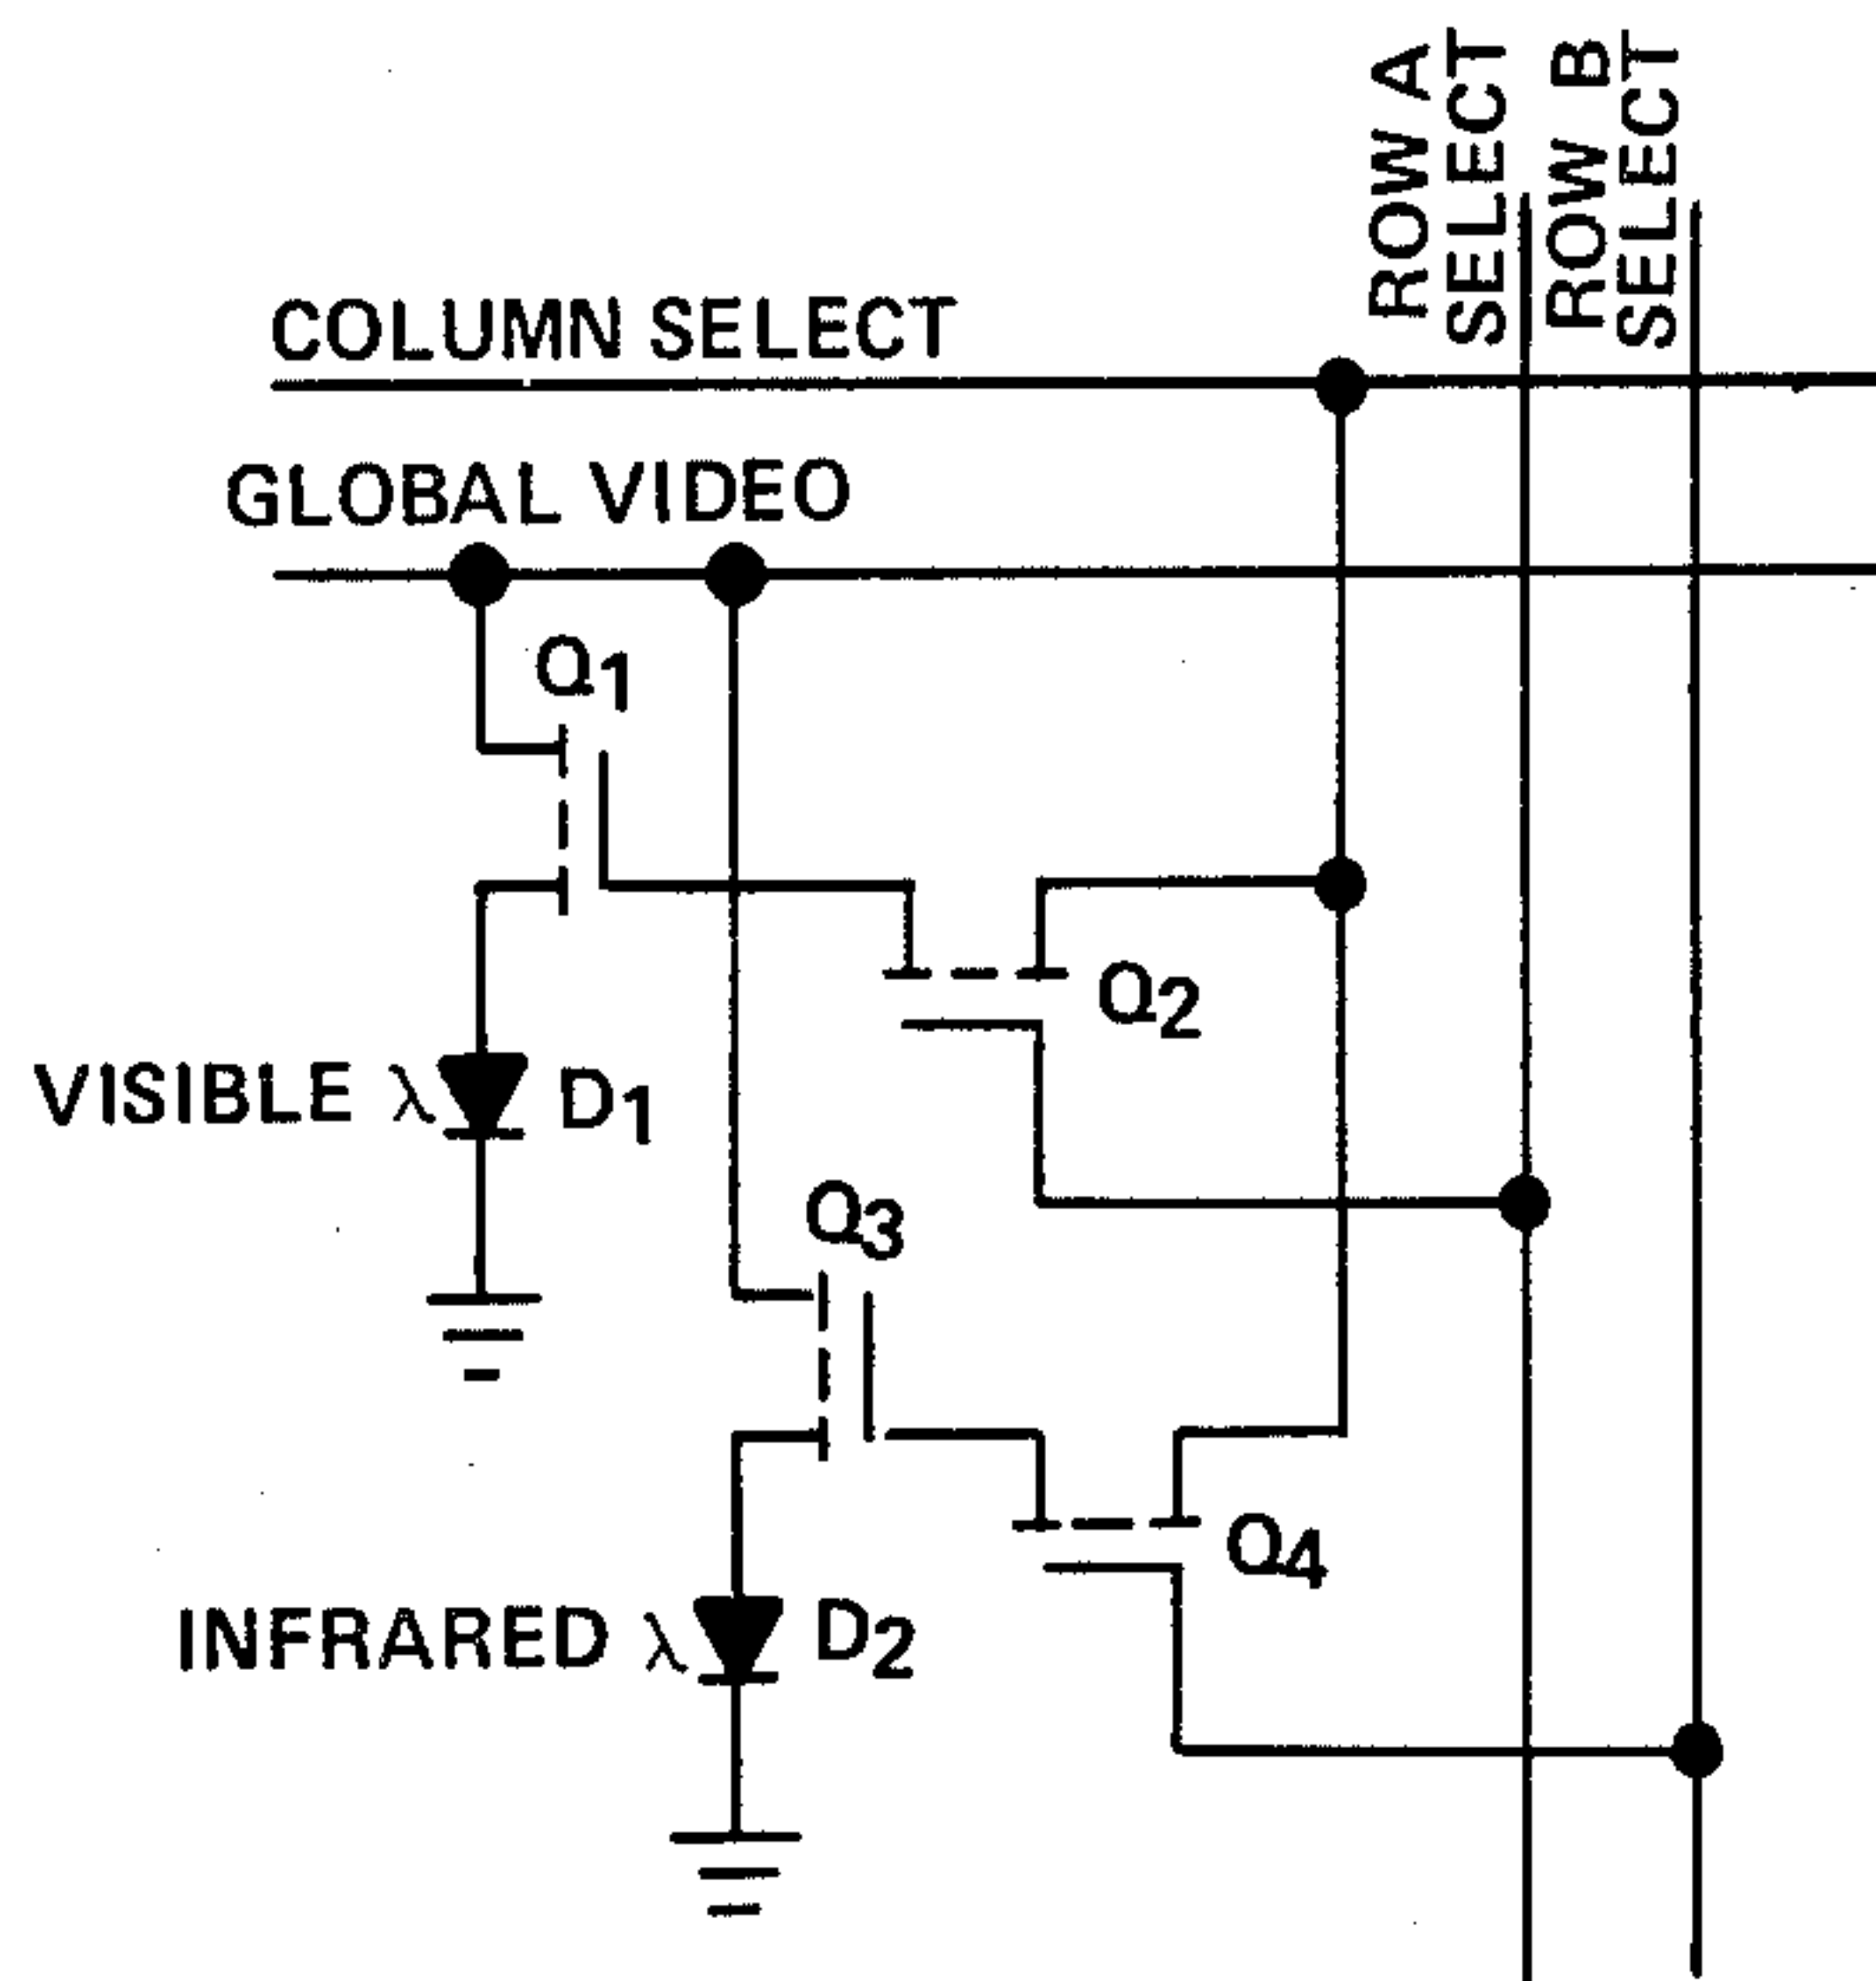 ROW A
SELECT
ROW B
SELECT
COLUMN SELECT
GLOBAL VIDEO
Q1
Q2
VISIBLE λ D1
Q3
Q4
INFRARED λ D2